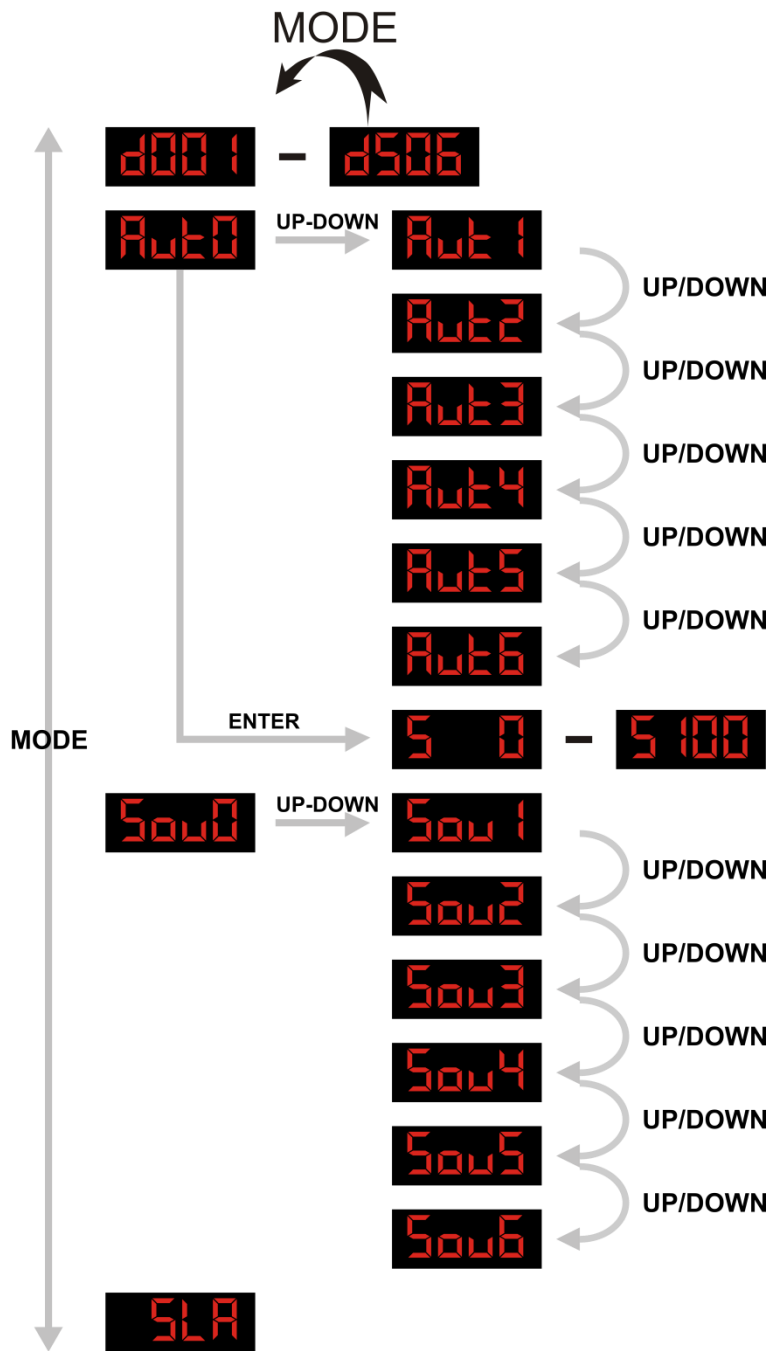 MODE
d001 - d506
Aut0 UP-DOWN Aut1
UP/DOWN
Aut2
UP/DOWN
Aut3
UP/DOWN
Aut4
UP/DOWN
Aut5
UP/DOWN
Aut6
ENTER S 0 - S100
MODE
Sou0 UP-DOWN Sou1
UP/DOWN
Sou2
UP/DOWN
Sou3
UP/DOWN
Sou4
UP/DOWN
Sou5
UP/DOWN
Sou6
SLA